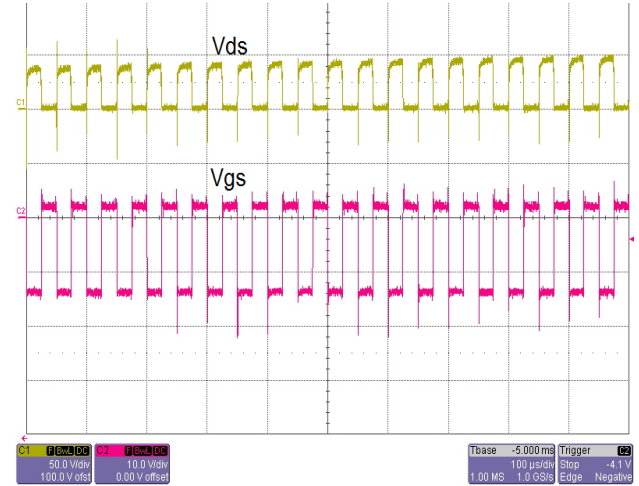 Vds
C1
Vgs
C2
C1 F BwL DC
50.0 V/div
100.0 V ofst
C2 F BwL DC
10.0 V/div
0.00 V offset
Tbase -5.000 ms
100 µs/div
1.00 MS 1.0 GS/s
Trigger C2
Stop -4.1 V
Edge Negative